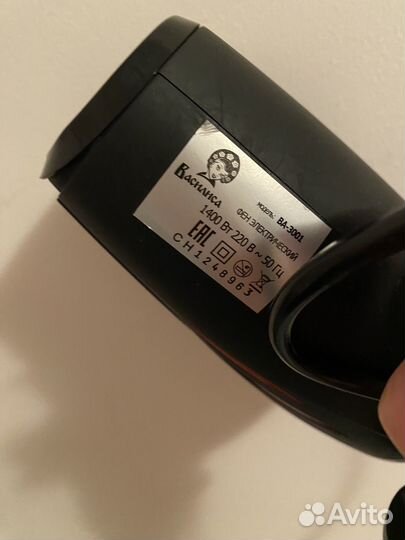 Василиса
МОДЕЛЬ: ВА-3001
ФЕН ЭЛЕКТРИЧЕСКИЙ
1400 Вт 220 В ~ 50 ГЦ
EAC
CH1248963
Avito